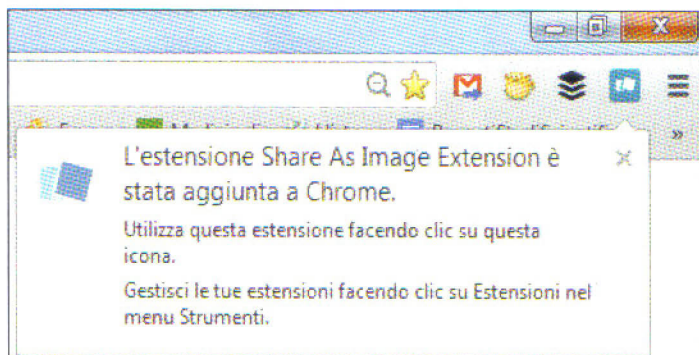 L'estensione Share As Image Extension è
stata aggiunta a Chrome.
Utilizza questa estensione facendo clic su questa
icona.
Gestisci le tue estensioni facendo clic su Estensioni nel
menu Strumenti.